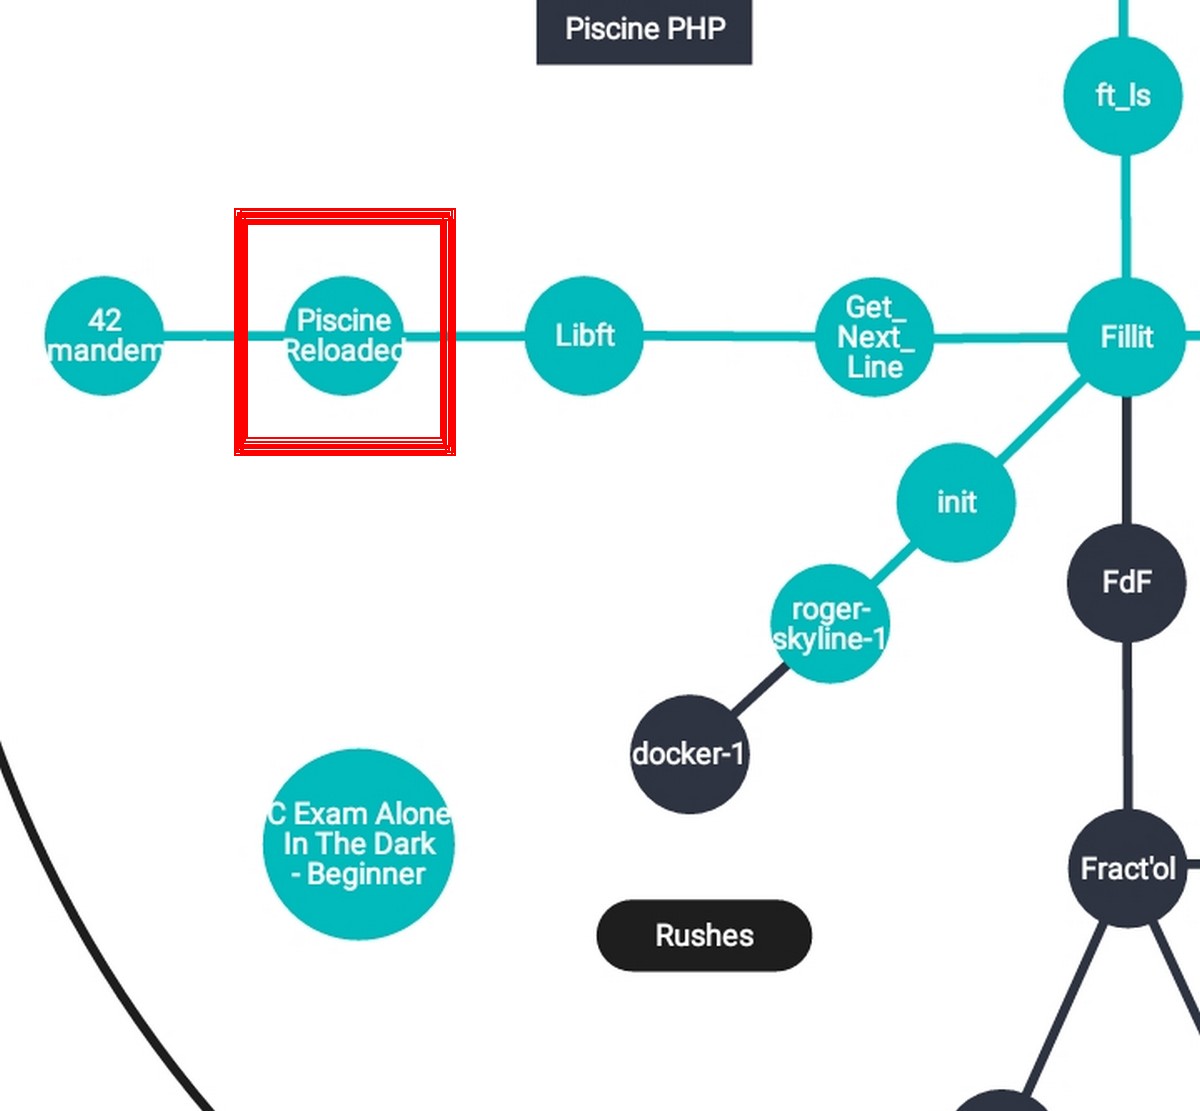 Piscine PHP
ft_ls
42
mandem
Piscine
Reloaded
Libft
Get_
Next_
Line
Fillit
init
roger-
skyline-1
FdF
docker-1
C Exam Alone
In The Dark
- Beginner
Fract'ol
Rushes